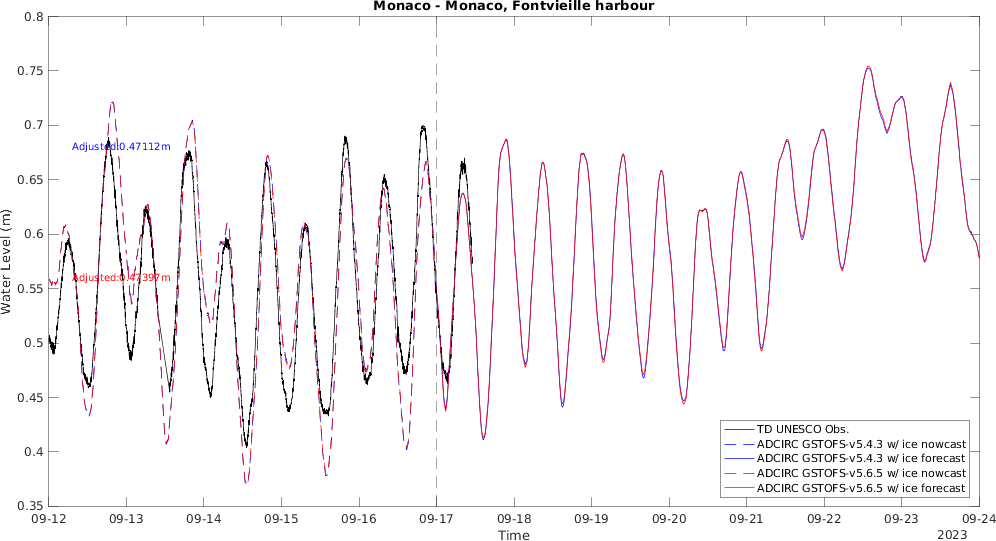 Monaco - Monaco, Fontvieille harbour
0.8
0.75
0.7
Adjusted:0.47112m
0.65
0.6
Adjusted:0.47397m
0.55
0.5
0.45
0.4
0.35
Water Level (m)
TD UNESCO Obs.
ADCIRC GSTOFS-v5.4.3 w/ ice nowcast
ADCIRC GSTOFS-v5.4.3 w/ ice forecast
ADCIRC GSTOFS-v5.6.5 w/ ice nowcast
ADCIRC GSTOFS-v5.6.5 w/ ice forecast
09-12 09-13 09-14 09-15 09-16 09-17 09-18 09-19 09-20 09-21 09-22 09-23 09-24
Time
2023